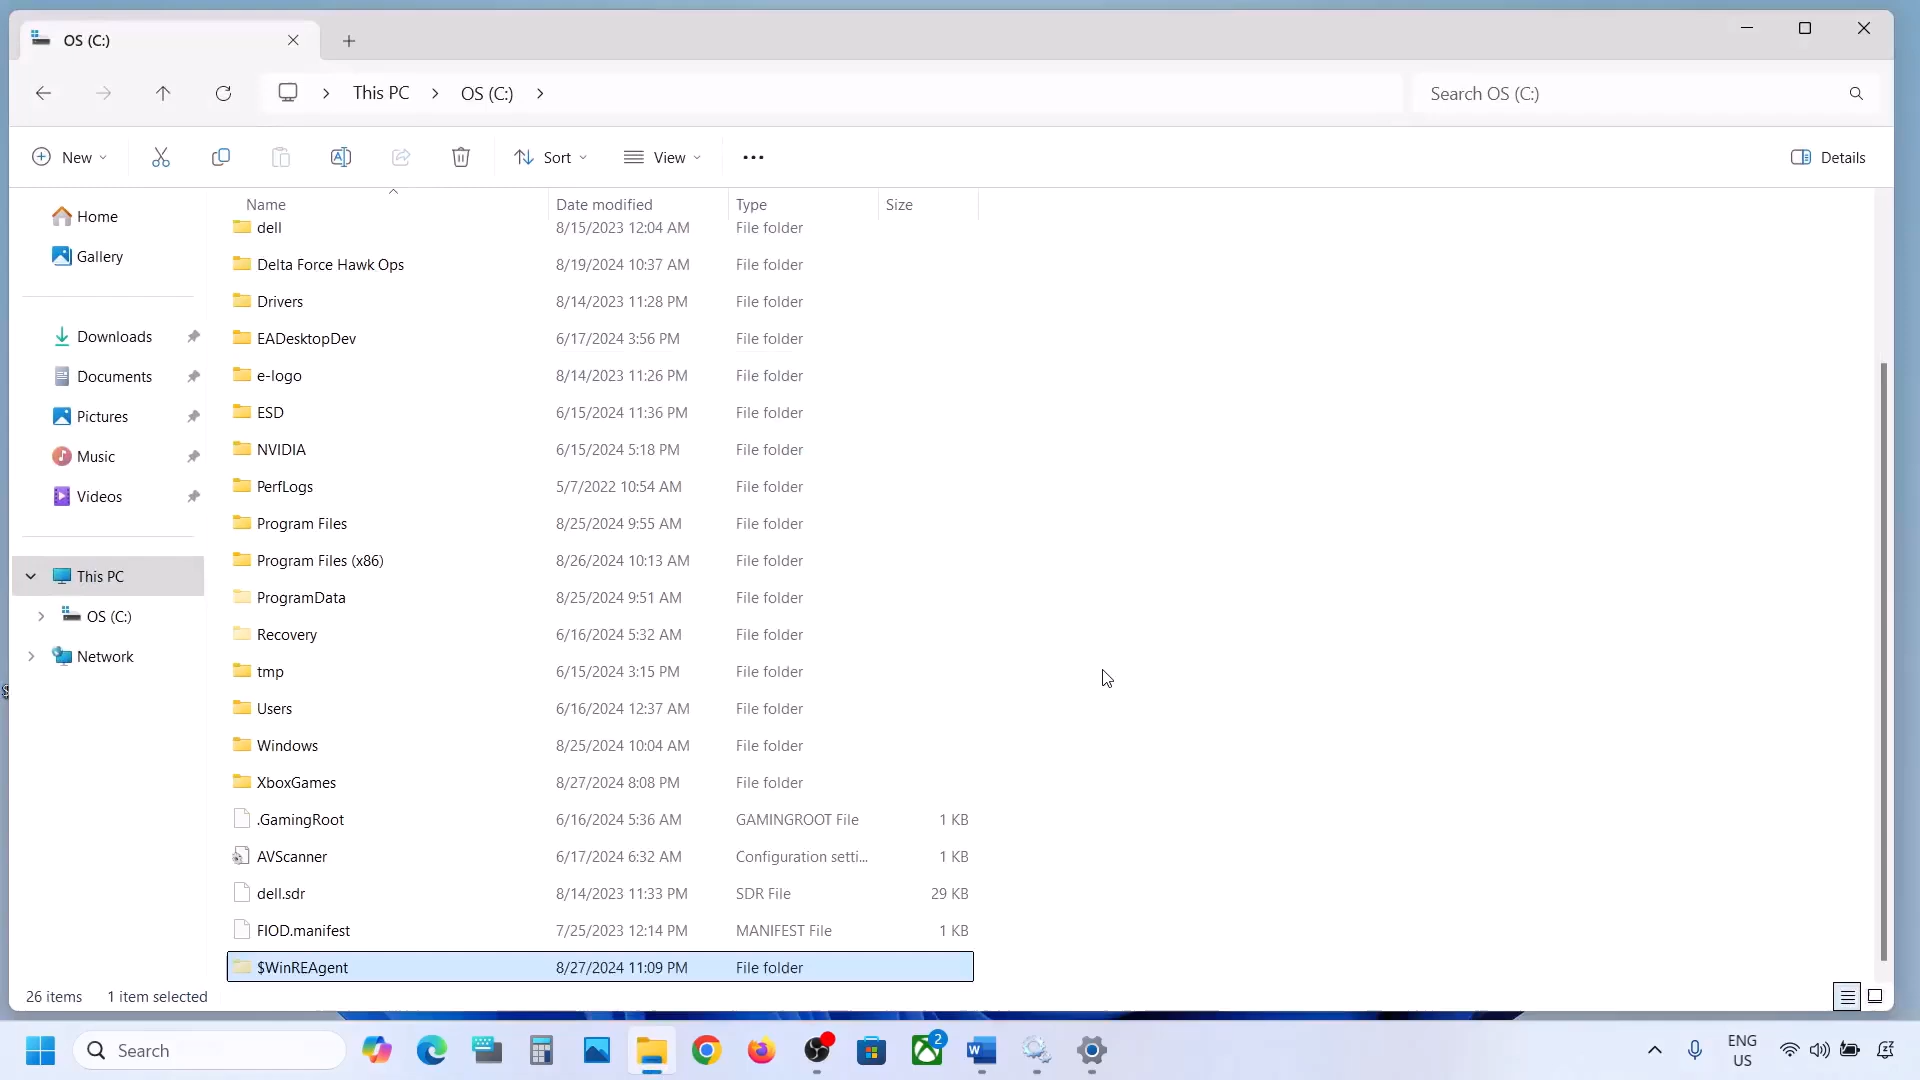 OS (C:)
This PC
OS (C:)
Search OS (C:)
New
Sort
View
Details
Name Date modified Type Size
dell 8/15/2023 12:04 AM File folder
Delta Force Hawk Ops 8/19/2024 10:37 AM File folder
Drivers 8/14/2023 11:28 PM File folder
EADesktopDev 6/17/2024 3:56 PM File folder
e-logo 8/14/2023 11:26 PM File folder
ESD 6/15/2024 11:36 PM File folder
NVIDIA 6/15/2024 5:18 PM File folder
PerfLogs 5/7/2022 10:54 AM File folder
Program Files 8/25/2024 9:55 AM File folder
Program Files (x86) 8/26/2024 10:13 AM File folder
ProgramData 8/25/2024 9:51 AM File folder
Recovery 6/16/2024 5:32 AM File folder
tmp 6/15/2024 3:15 PM File folder
Users 6/16/2024 12:37 AM File folder
Windows 8/25/2024 10:04 AM File folder
XboxGames 8/27/2024 8:08 PM File folder
.GamingRoot 6/16/2024 5:36 AM GAMINGROOT File 1 KB
AVScanner 6/17/2024 6:32 AM Configuration setti... 1 KB
dell.sdr 8/14/2023 11:33 PM SDR File 29 KB
FIOD.manifest 7/25/2023 12:14 PM MANIFEST File 1 KB
$WinREAgent 8/27/2024 11:09 PM File folder
Home
Gallery
Downloads
Documents
Pictures
Music
Videos
This PC
OS (C:)
Network
26 items 1 item selected
Search
2
ENG
US